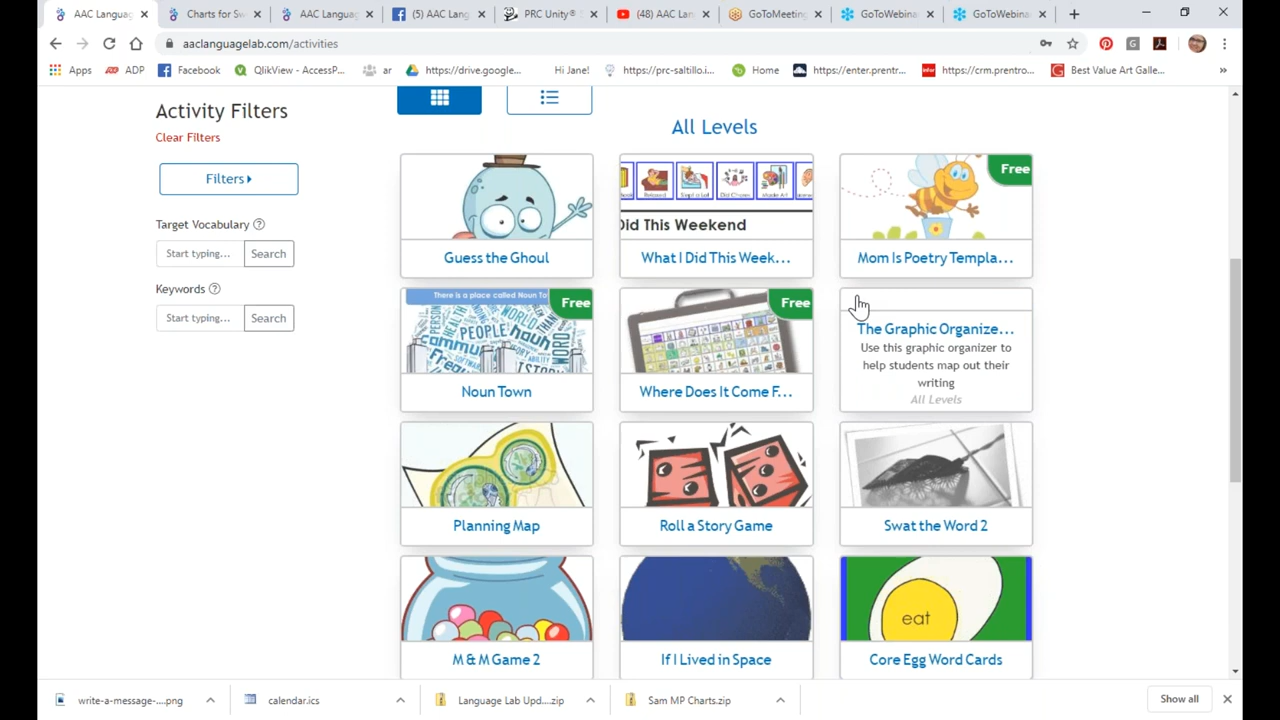 AAC Langua
Charts for Sw
AAC Langua
(5) AAC Lang
PRC Unity®
(48) AAC Lan
GoToMeeting
GoToWebina
GoToWebina
aaclanguagelab.com/activities
Apps
ADP
Facebook
QlikView - AccessP...
ar
https://drive.google...
Hi Jane!
https://prc-saltillo.i...
Home
https://enter.prentr...
https://crm.prentro...
Best Value Art Galle...
»
Activity Filters
Clear Filters
Filters
Target Vocabulary ?
Start typing... Search
Keywords ?
Start typing... Search
All Levels
Guess the Ghoul
Did This Weekend
What I Did This Week...
Free
Mom Is Poetry Templa...
There is a place called Noun To
Free
PEOPLE
WORLD
noun
WORD
Noun Town
Free
Where Does It Come F...
The Graphic Organize...
Use this graphic organizer to
help students map out their
writing
All Levels
Planning Map
Roll a Story Game
Swat the Word 2
M & M Game 2
If I Lived in Space
eat
Core Egg Word Cards
write-a-message-....png
calendar.ics
Language Lab Upd....zip
Sam MP Charts.zip
Show all